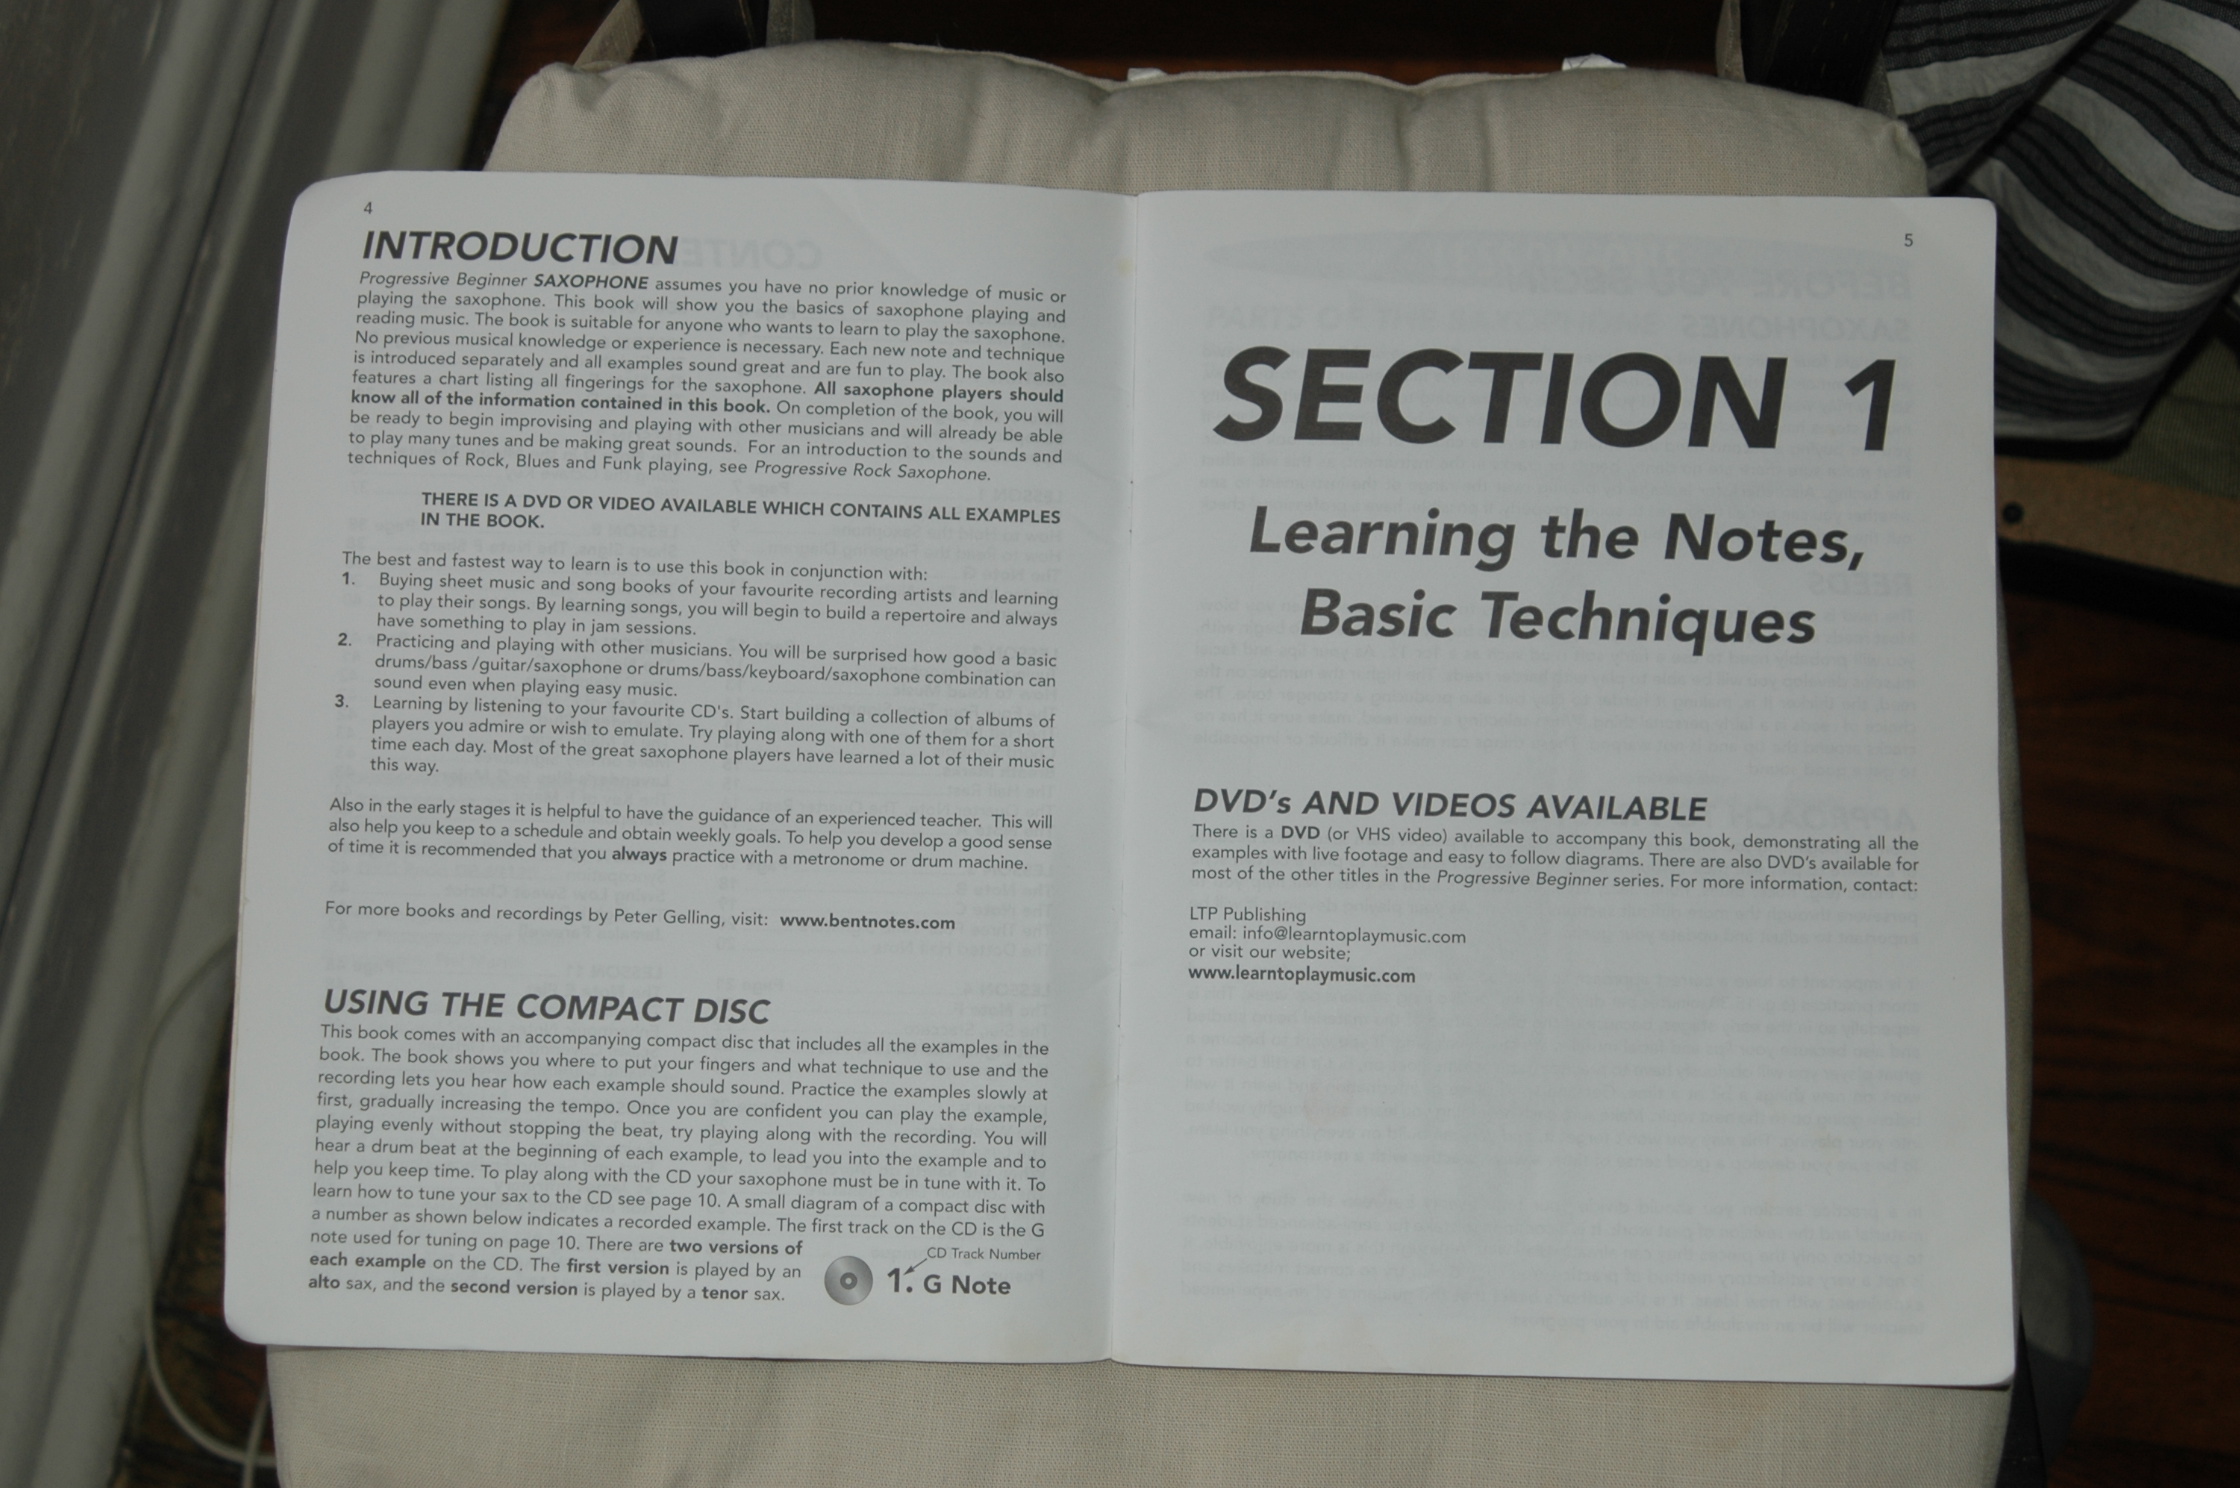 4
INTRODUCTION
Progressive Beginner SAXOPHONE assumes you have no prior knowledge of music or
playing the saxophone. This book will show you the basics of saxophone playing and
reading music. The book is suitable for anyone who wants to learn to play the saxophone.
No previous musical knowledge or experience is necessary. Each new note and technique
is introduced separately and all examples sound great and are fun to play. The book also
features a chart listing all fingerings for the saxophone. All saxophone players should
know all of the information contained in this book. On completion of the book, you will
be ready to begin improvising and playing with other musicians and will already be able
to play many tunes and be making great sounds. For an introduction to the sounds and
techniques of Rock, Blues and Funk playing, see Progressive Rock Saxophone.
THERE IS A DVD OR VIDEO AVAILABLE WHICH CONTAINS ALL EXAMPLES
IN THE BOOK.
The best and fastest way to learn is to use this book in conjunction with:
1. Buying sheet music and song books of your favourite recording artists and learning
to play their songs. By learning songs, you will begin to build a repertoire and always
have something to play in jam sessions.
2. Practicing and playing with other musicians. You will be surprised how good a basic
drums/bass /guitar/saxophone or drums/bass/keyboard/saxophone combination can
sound even when playing easy music.
3. Learning by listening to your favourite CD's. Start building a collection of albums of
players you admire or wish to emulate. Try playing along with one of them for a short
time each day. Most of the great saxophone players have learned a lot of their music
this way.
Also in the early stages it is helpful to have the guidance of an experienced teacher. This will
also help you keep to a schedule and obtain weekly goals. To help you develop a good sense
of time it is recommended that you always practice with a metronome or drum machine.
For more books and recordings by Peter Gelling, visit: www.bentnotes.com
USING THE COMPACT DISC
This book comes with an accompanying compact disc that includes all the examples in the
book. The book shows you where to put your fingers and what technique to use and the
recording lets you hear how each example should sound. Practice the examples slowly at
first, gradually increasing the tempo. Once you are confident you can play the example,
playing evenly without stopping the beat, try playing along with the recording. You will
hear a drum beat at the beginning of each example, to lead you into the example and to
help you keep time. To play along with the CD your saxophone must be in tune with it. To
learn how to tune your sax to the CD see page 10. A small diagram of a compact disc with
a number as shown below indicates a recorded example. The first track on the CD is the G
note used for tuning on page 10. There are two versions of
each example on the CD. The first version is played by an
alto sax, and the second version is played by a tenor sax.
CD Track Number
1. G Note
5
SECTION 1
Learning the Notes,
Basic Techniques
DVD's AND VIDEOS AVAILABLE
There is a DVD (or VHS video) available to accompany this book, demonstrating all the
examples with live footage and easy to follow diagrams. There are also DVD's available for
most of the other titles in the Progressive Beginner series. For more information, contact:
LTP Publishing
email: info@learntoplaymusic.com
or visit our website;
www.learntoplaymusic.com